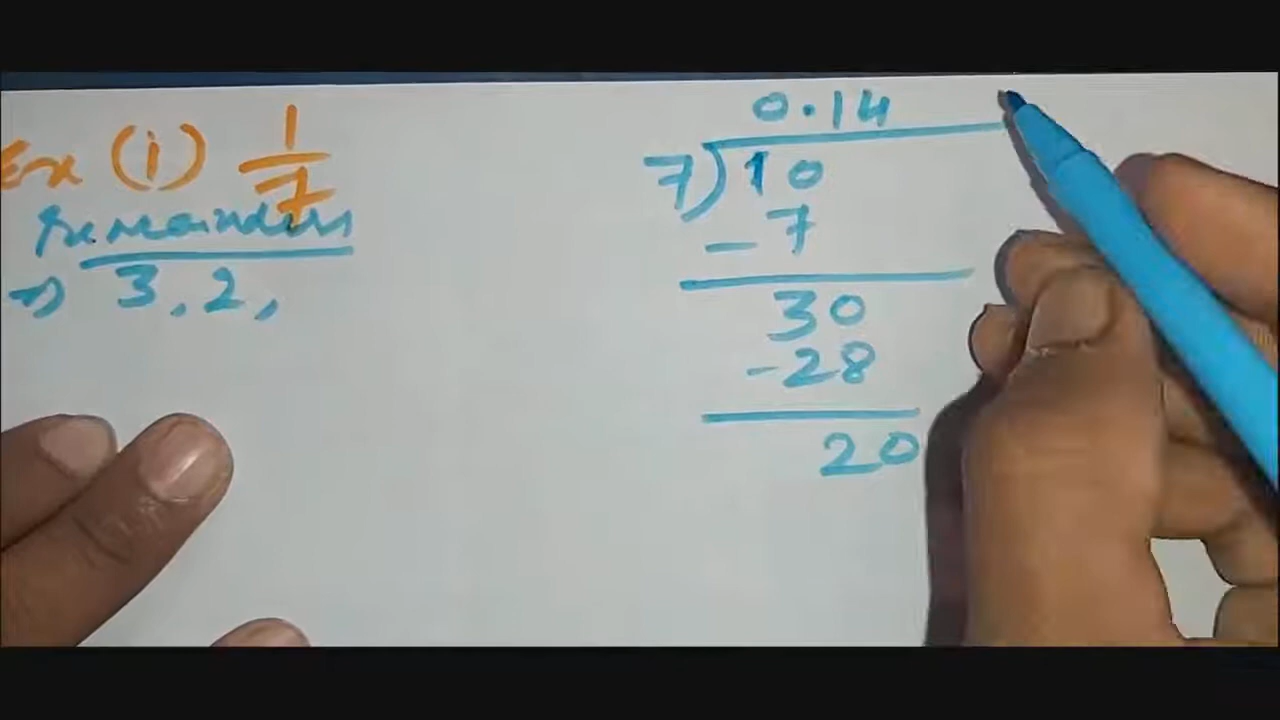 Ex (i) 1/7
remainders
⇒ 3, 2,
0.14
7)10
- 7
30
-28
20